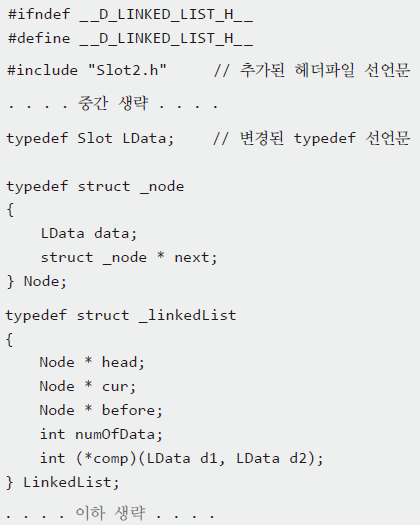 #ifndef __D_LINKED_LIST_H__
#define __D_LINKED_LIST_H__
#include "Slot2.h"     // 추가된 헤더파일 선언문
. . . . 중간 생략 . . . .
typedef Slot LData;    // 변경된 typedef 선언문
typedef struct _node
{
    LData data;
    struct _node * next;
} Node;
typedef struct _linkedList
{
    Node * head;
    Node * cur;
    Node * before;
    int numOfData;
    int (*comp)(LData d1, LData d2);
} LinkedList;
. . . . 이하 생략 . . . .